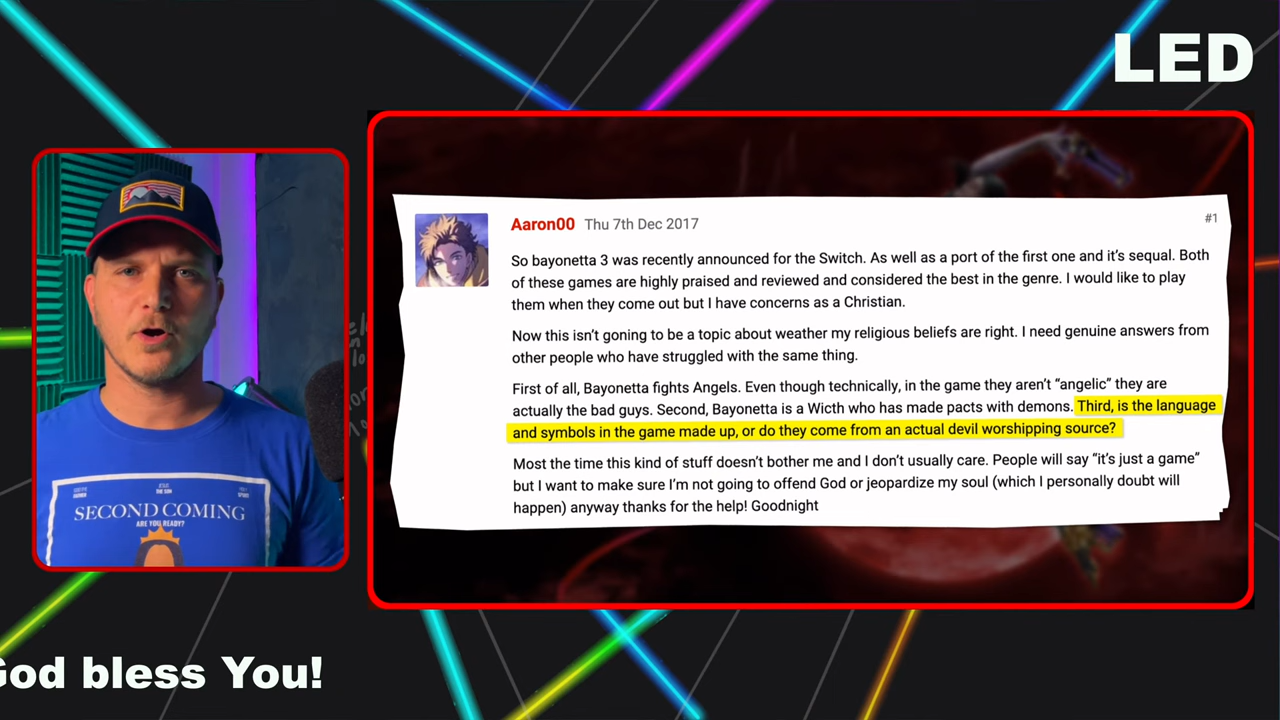 LED
Aaron00 Thu 7th Dec 2017
#1
So bayonetta 3 was recently announced for the Switch. As well as a port of the first one and it's sequal. Both
of these games are highly praised and reviewed and considered the best in the genre. I would like to play
them when they come out but I have concerns as a Christian.
Now this isn't goning to be a topic about weather my religious beliefs are right. I need genuine answers from
other people who have struggled with the same thing.
First of all, Bayonetta fights Angels. Even though technically, in the game they aren't "angelic" they are
actually the bad guys. Second, Bayonetta is a Wicth who has made pacts with demons. Third, is the language
and symbols in the game made up, or do they come from an actual devil worshipping source?
Most the time this kind of stuff doesn't bother me and I don't usually care. People will say "it's just a game"
but I want to make sure I'm not going to offend God or jeopardize my soul (which I personally doubt will
happen) anyway thanks for the help! Goodnight
THE SON
SECOND COMING
ARE YOU READY?
God bless You!